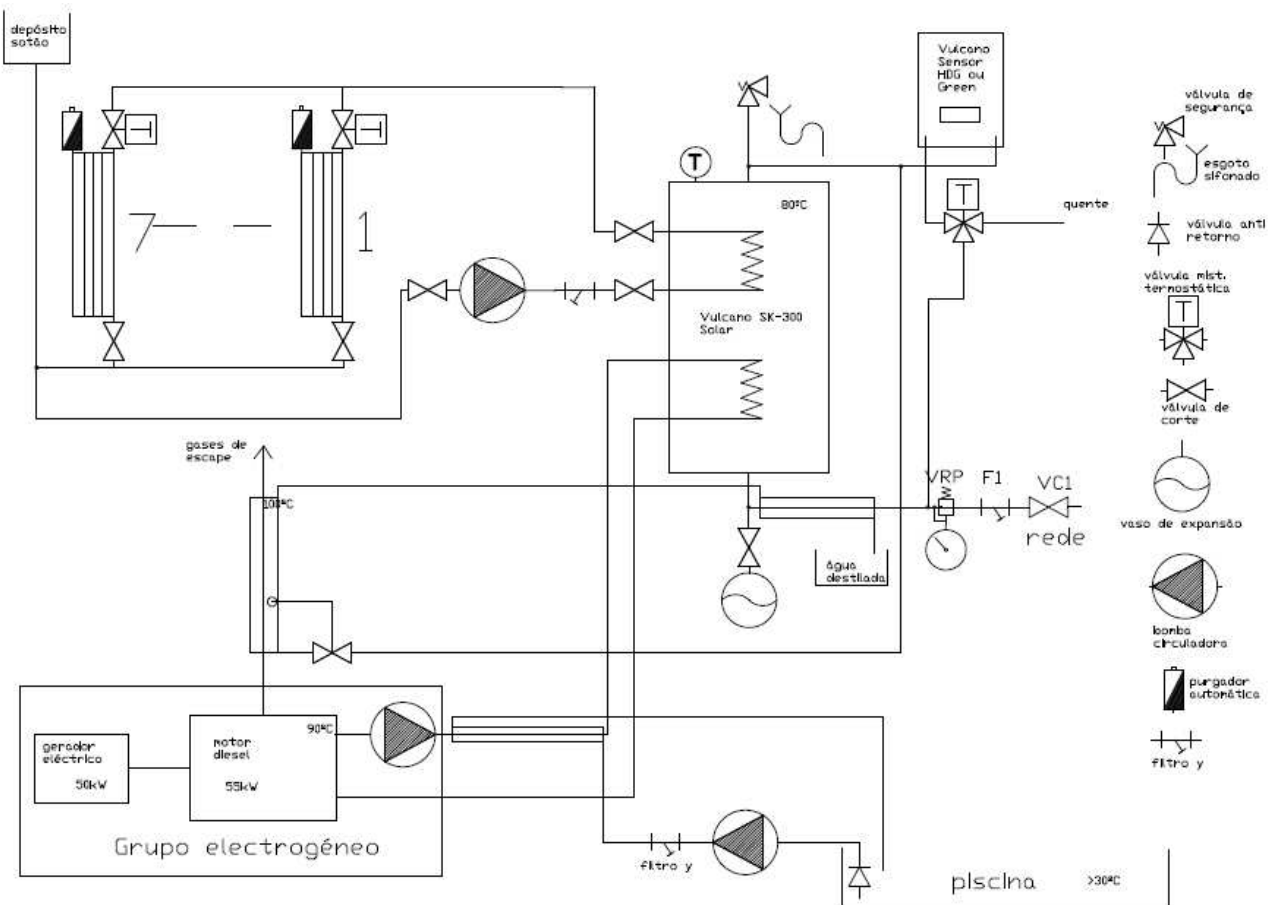 depósito
sotão
Vulcano
Sensor
HDG ou
Green
válvula de
segurança
esgoto
sifonado
válvula anti
retorno
válvula mist.
termostática
T
T
T
T
T
quente
80ºC
7
1
Vulcano SK-300
Solar
válvula de
corte
gases de
escape
100ºC
VRP
F1
VC1
rede
vaso de expansão
água
destilada
bomba
circuladora
purgador
automática
filtro y
gerador
eléctrico
50kW
motor
diesel
55kW
90ºC
Grupo electrogéneo
filtro y
piscina
>30ºC